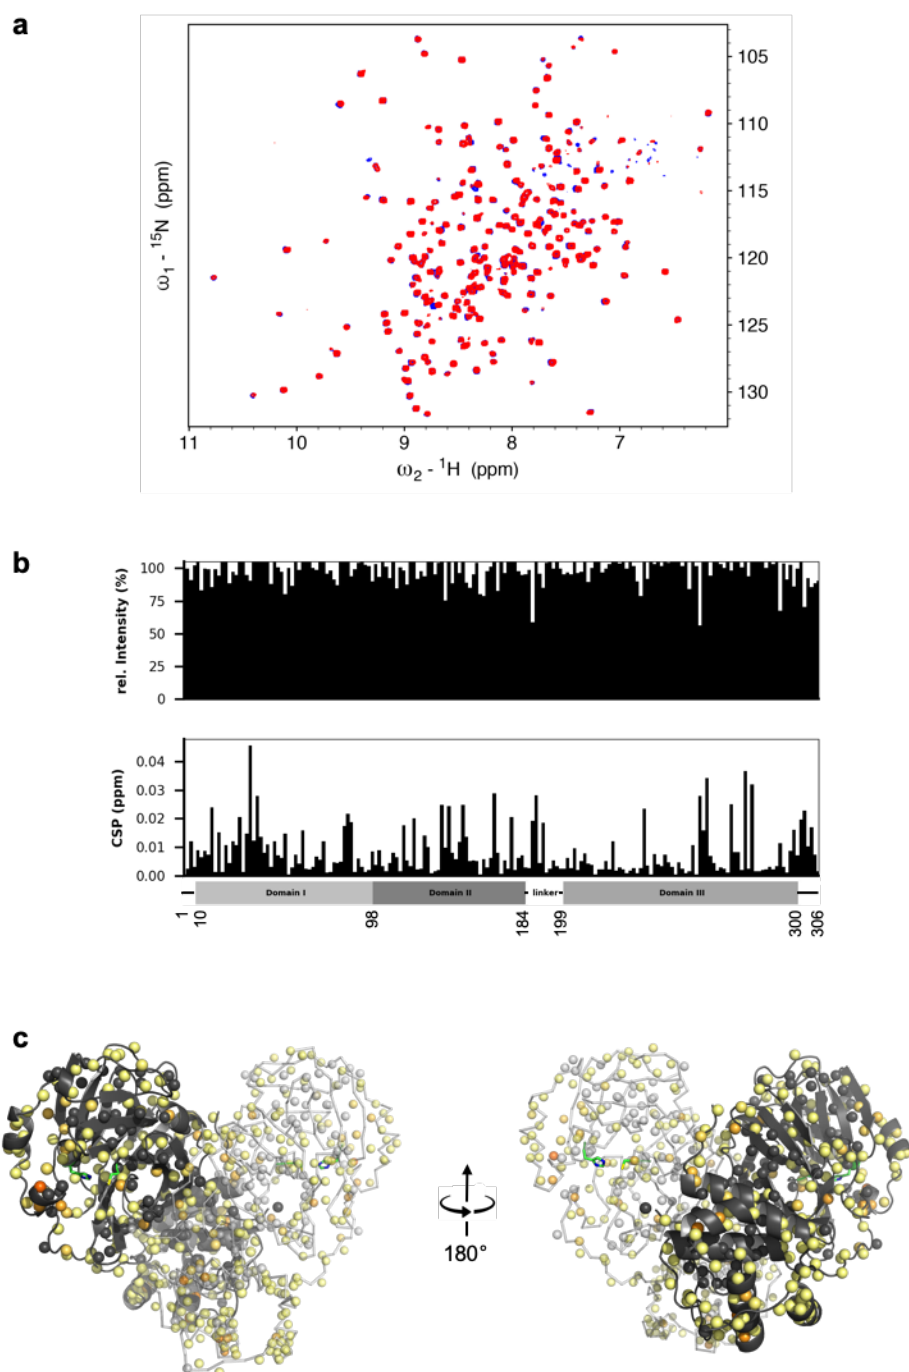 a
105
110
115
120
125
130
ω1 - 15N (ppm)
11 10 9 8 7
ω2 - 1H (ppm)
b
100
75
50
25
0
rel. Intensity (%)
0.04
0.03
0.02
0.01
0.00
CSP (ppm)
Domain I Domain II linker Domain III
1 10 98 184 199 300 306
c
180°